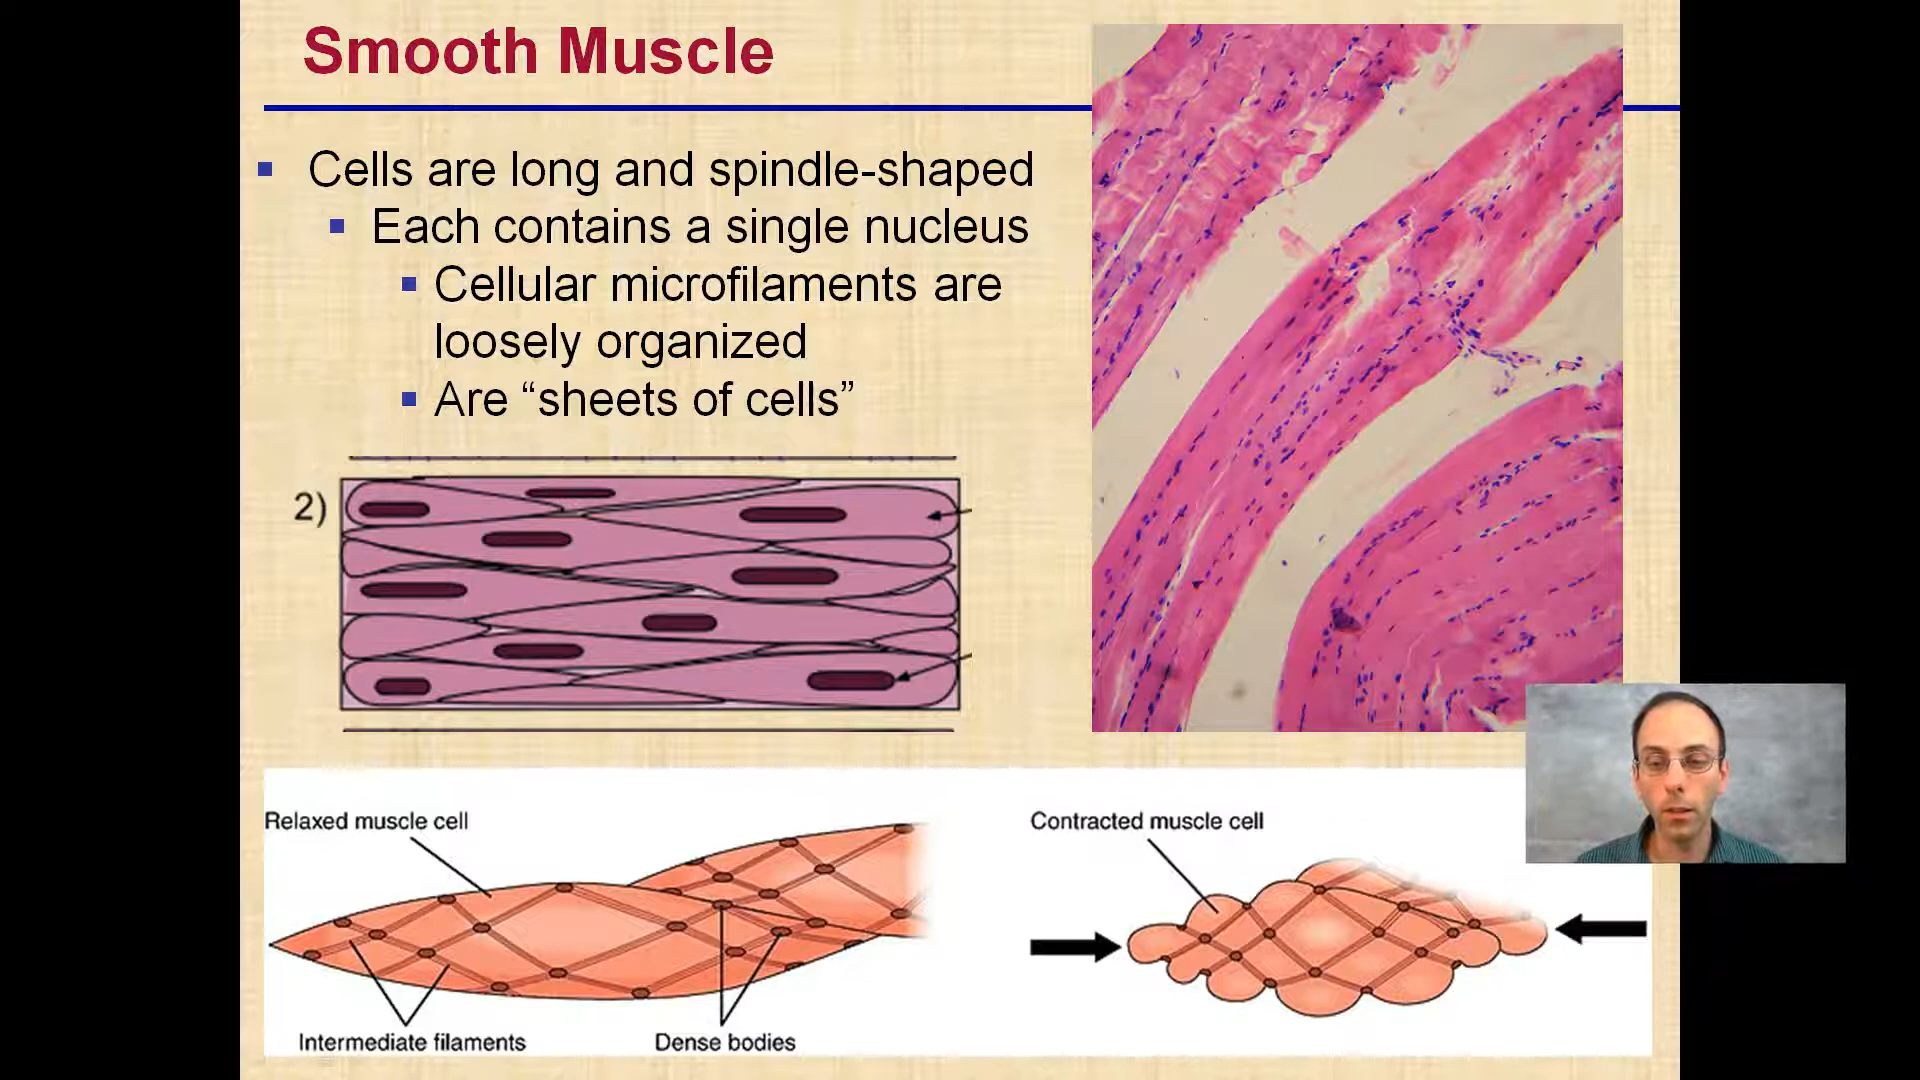 Smooth Muscle
Cells are long and spindle-shaped
Each contains a single nucleus
Cellular microfilaments are
loosely organized
Are “sheets of cells”
2)
Relaxed muscle cell
Contracted muscle cell
Intermediate filaments
Dense bodies